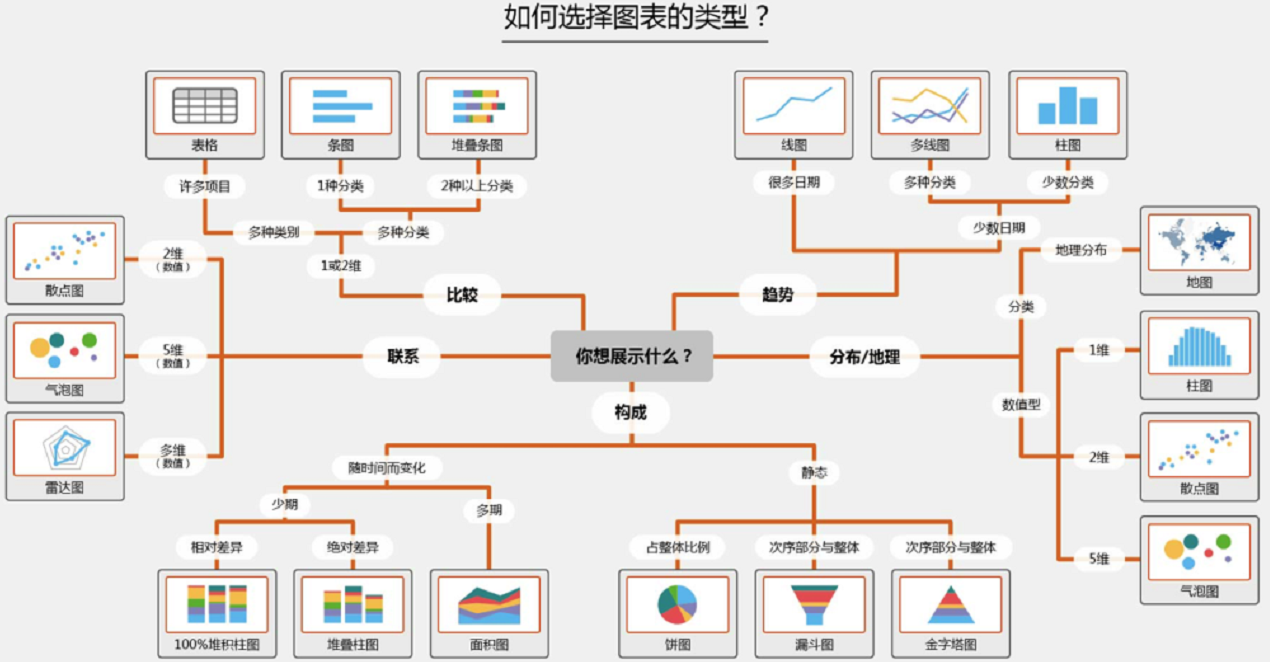 如何选择图表的类型？
表格
条图
堆叠条图
线图
多线图
柱图
许多项目
1种分类
2种以上分类
很多日期
多种分类
少数分类
多种类别
多种分类
少数日期
1或2维
地理分布
地图
2维
（数值）
散点图
比较
趋势
分类
5维
（数值）
气泡图
联系
你想展示什么？
分布/地理
1维
柱图
数值型
构成
多维
（数值）
雷达图
2维
散点图
随时间而变化
静态
少期
多期
相对差异
绝对差异
占整体比例
次序部分与整体
次序部分与整体
5维
气泡图
100%堆积柱图
堆叠柱图
面积图
饼图
漏斗图
金字塔图